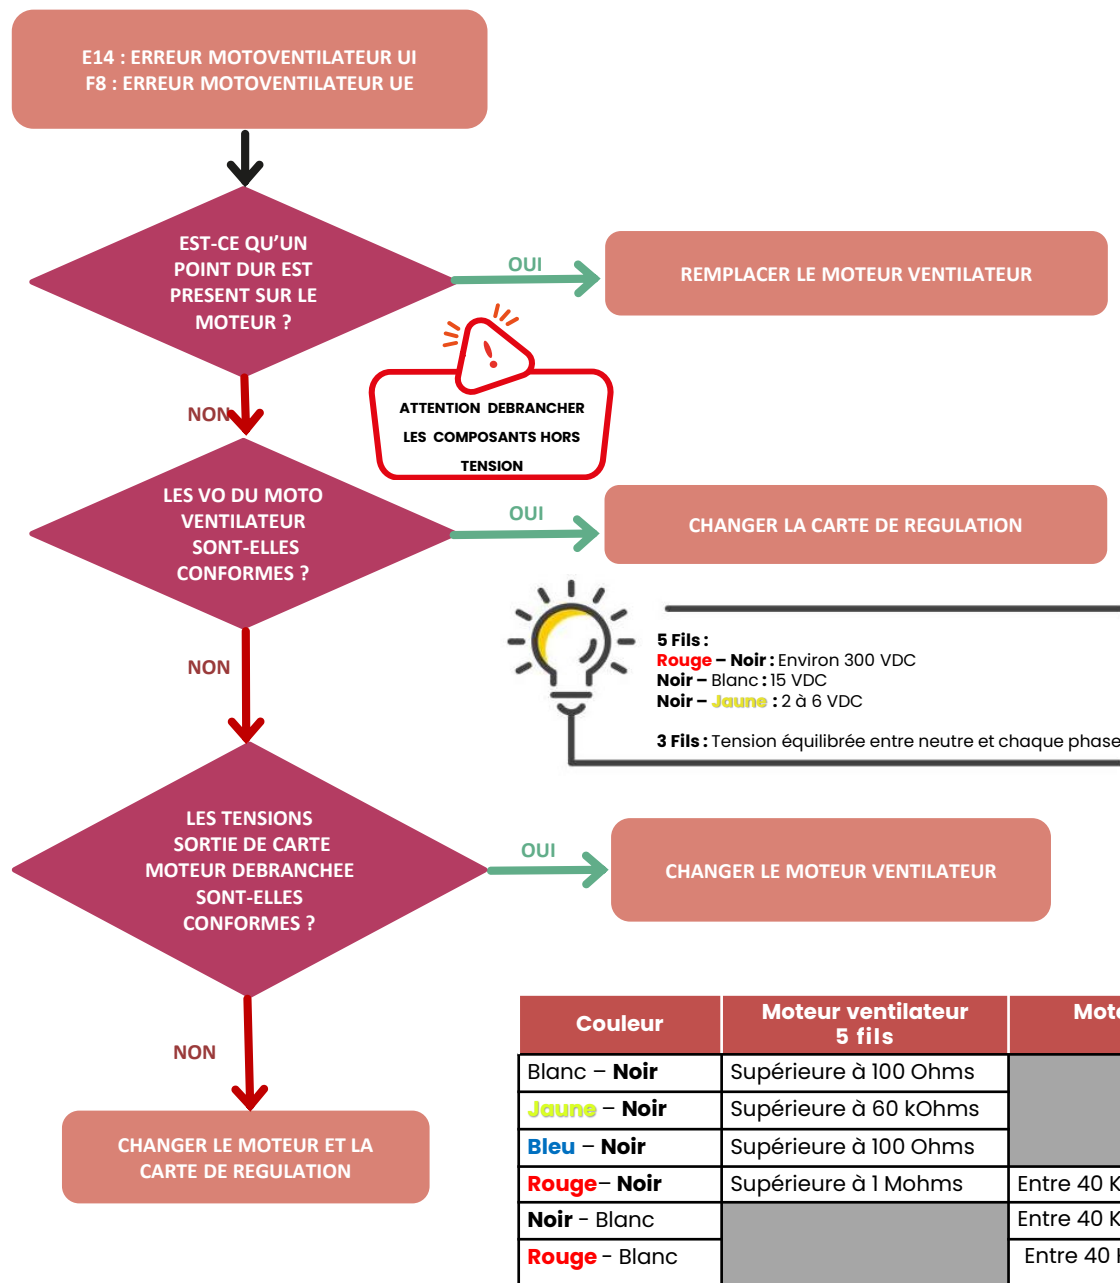 E14 : ERREUR MOTOVENTILATEUR UI
F8 : ERREUR MOTOVENTILATEUR UE
EST-CE QU'UN
POINT DUR EST
PRESENT SUR LE
MOTEUR ?
OUI
REMPLACER LE MOTEUR VENTILATEUR
NON
ATTENTION DEBRANCHER
LES COMPOSANTS HORS
TENSION
LES VO DU MOTO
VENTILATEUR
SONT-ELLES
CONFORMES ?
OUI
CHANGER LA CARTE DE REGULATION
NON
5 Fils :
Rouge – Noir : Environ 300 VDC
Noir – Blanc : 15 VDC
Noir – Jaune : 2 à 6 VDC
3 Fils : Tension équilibrée entre neutre et chaque phase
LES TENSIONS
SORTIE DE CARTE
MOTEUR DEBRANCHEE
SONT-ELLES
CONFORMES ?
OUI
CHANGER LE MOTEUR VENTILATEUR
NON
CHANGER LE MOTEUR ET LA
CARTE DE REGULATION
Couleur
Moteur ventilateur
5 fils
Blanc – Noir
Supérieure à 100 Ohms
Jaune – Noir
Supérieure à 60 kOhms
Bleu – Noir
Supérieure à 100 Ohms
Rouge– Noir
Supérieure à 1 Mohms
Entre 40 K
Noir - Blanc
Entre 40 K
Rouge - Blanc
Entre 40